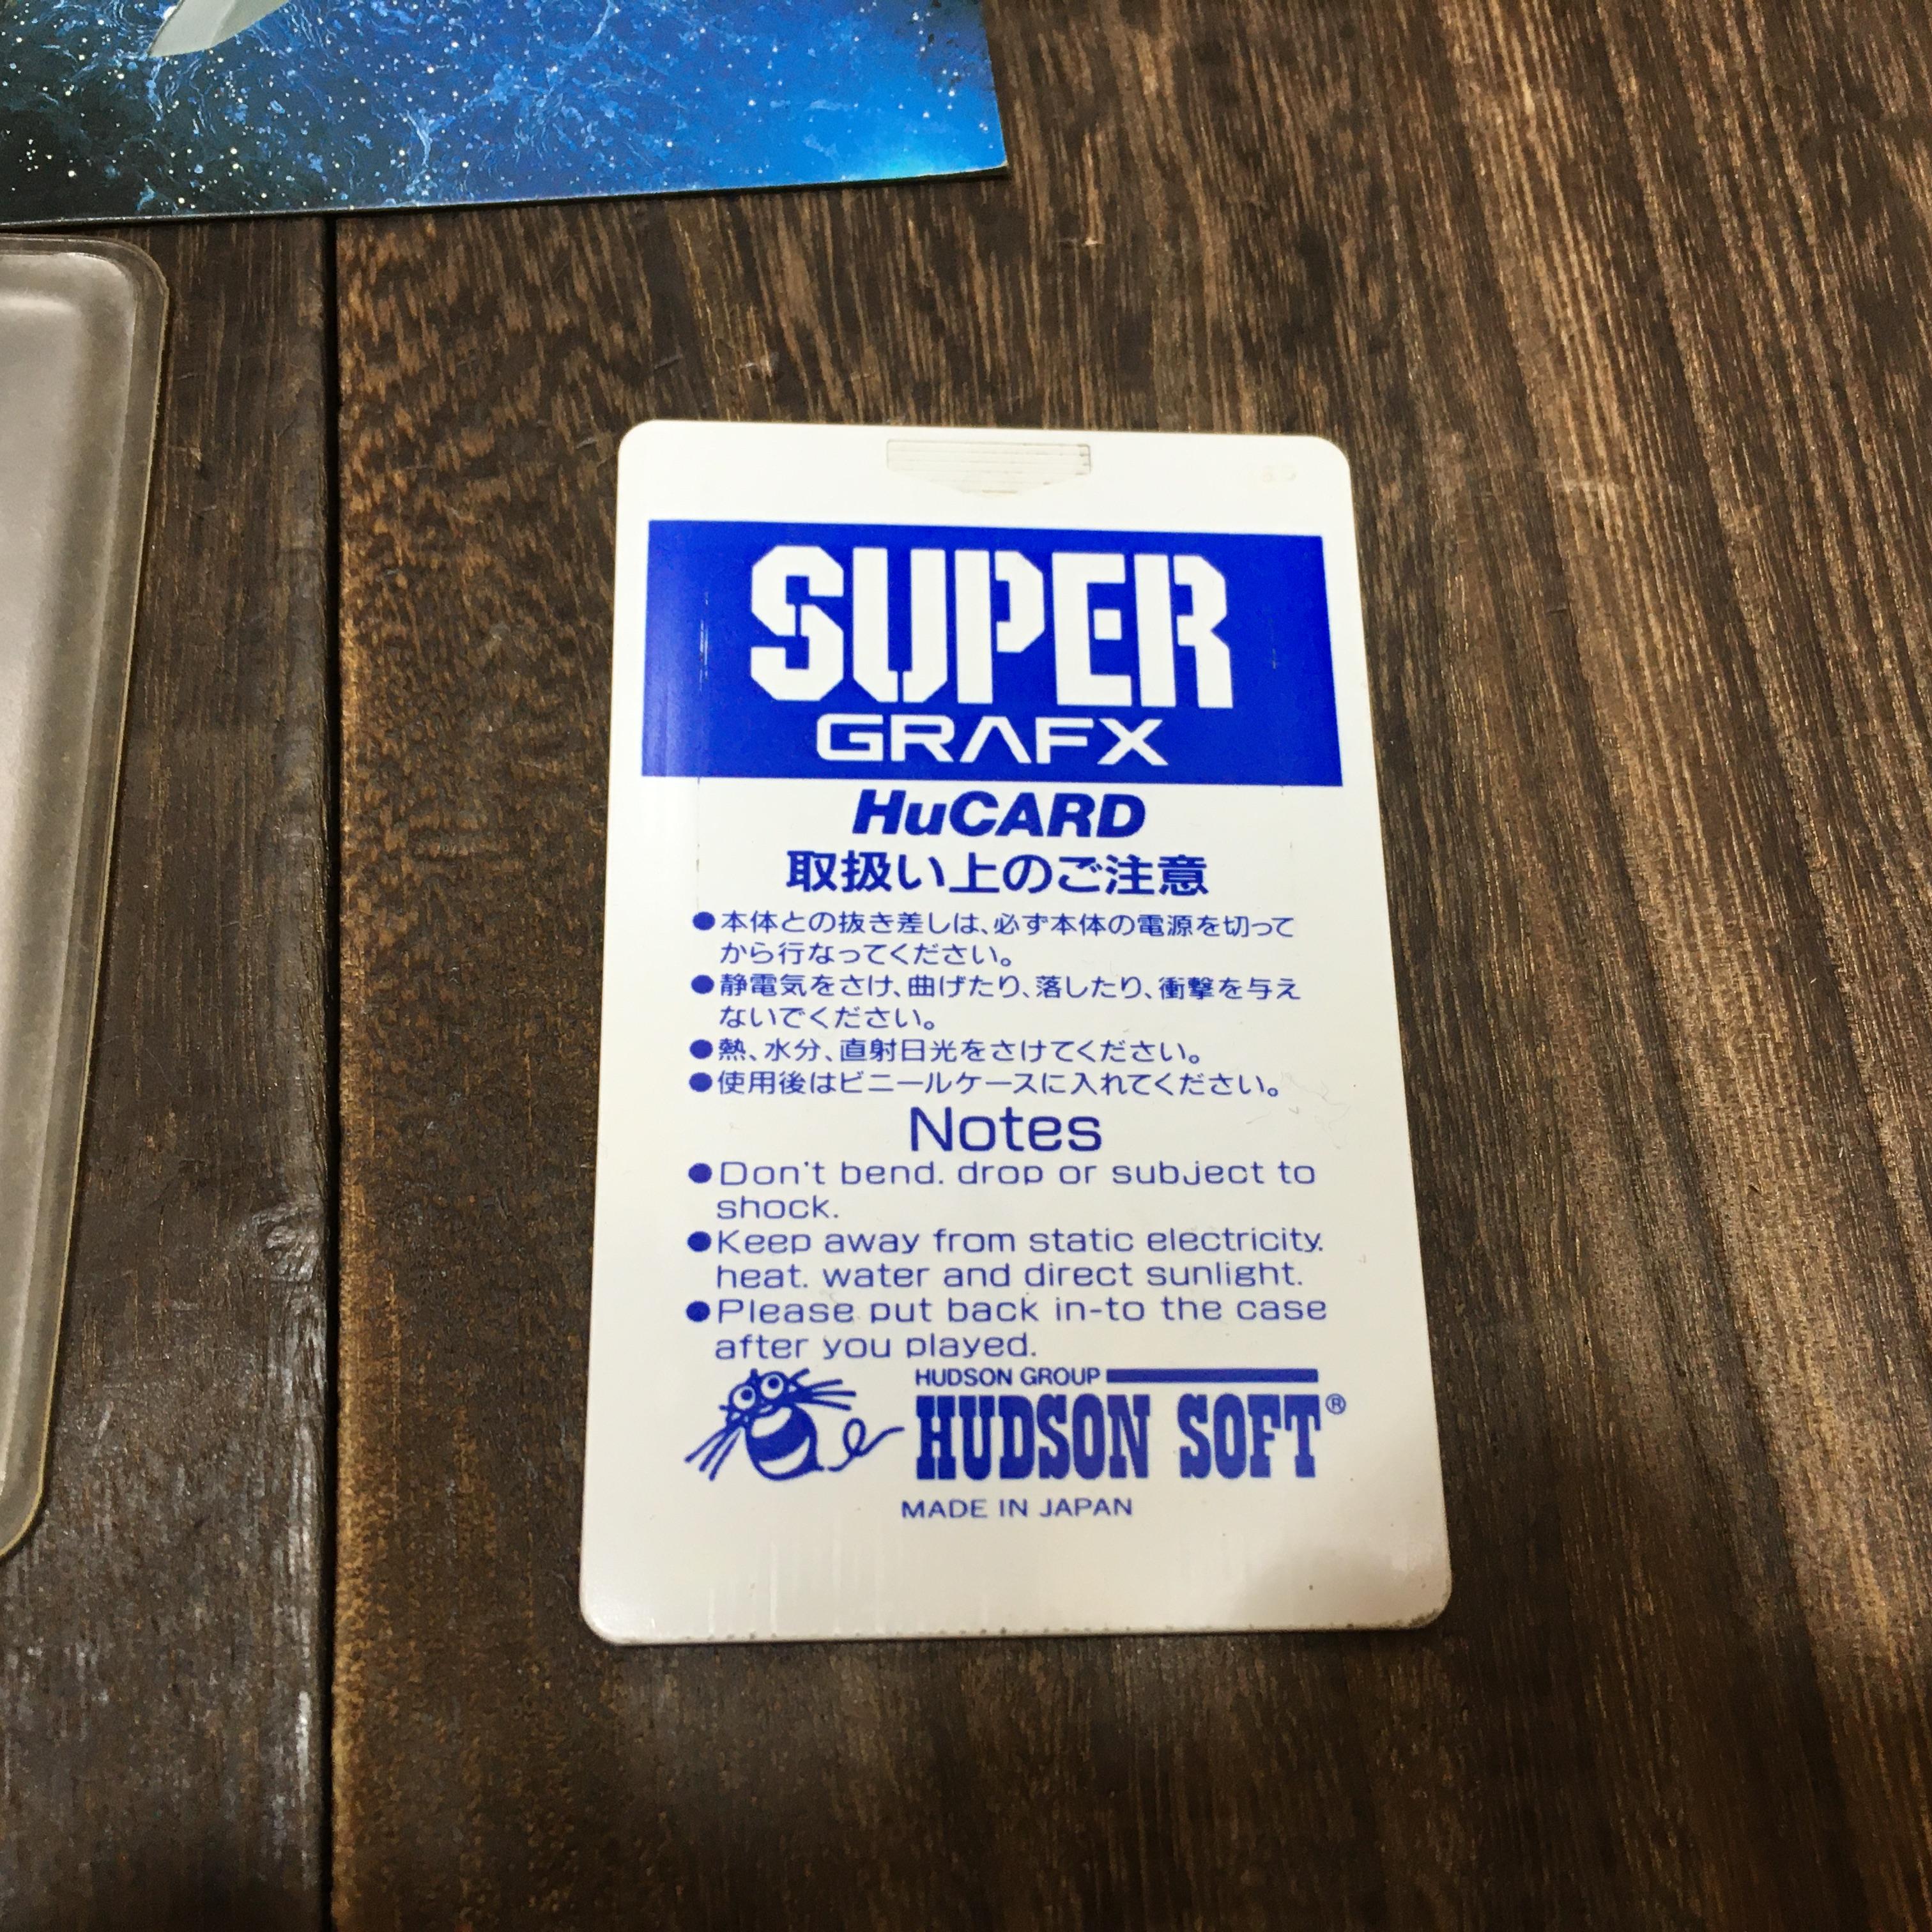 SUPER
GRAFX
HuCARD
取扱い上のご注意
●本体との抜き差しは、必ず本体の電源を切って
から行なってください。
●静電気をさけ、曲げたり、落したり、衝撃を与え
ないでください。
●熱、水分、直射日光をさけてください。
●使用後はビニールケースに入れてください。
Notes
●Don't bend. drop or subject to
shock.
●Keep away from static electricity.
heat. water and direct sunlight.
●Please put back in-to the case
after you played.
HUDSON GROUP
HUDSON SOFT®
MADE IN JAPAN